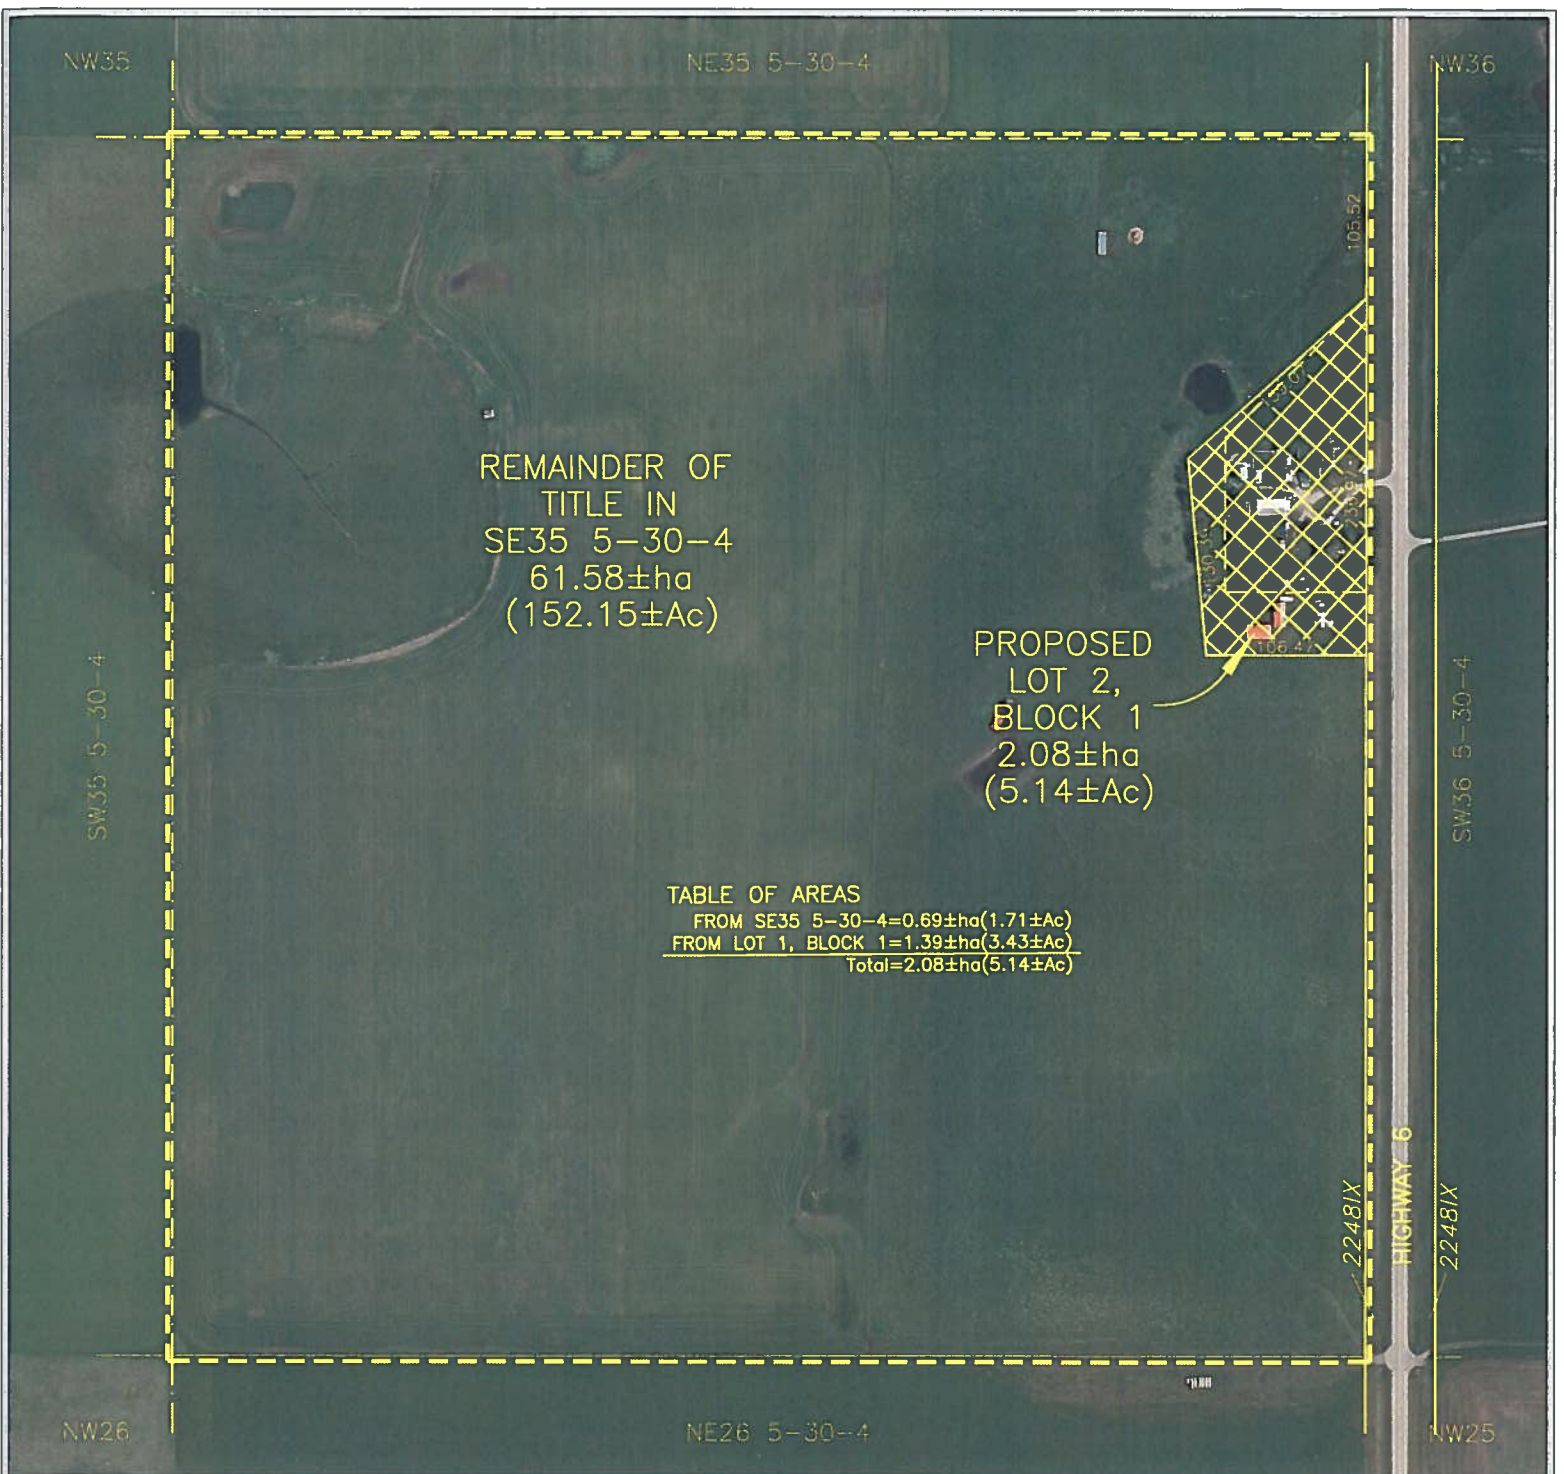 NW35
NE35 5-30-4
NW36
105.52
REMAINDER OF
TITLE IN
SE35 5-30-4
61.58±ha
(152.15±Ac)
130.39
106.47
PROPOSED
LOT 2,
BLOCK 1
2.08±ha
(5.14±Ac)
SW35 5-30-4
SW36 5-30-4
TABLE OF AREAS
FROM SE35 5-30-4=0.69±ha(1.71±Ac)
FROM LOT 1, BLOCK 1=1.39±ha(3.43±Ac)
Total=2.08±ha(5.14±Ac)
2248IX
HIGHWAY 6
2248IX
NW26
NE26 5-30-4
NW25